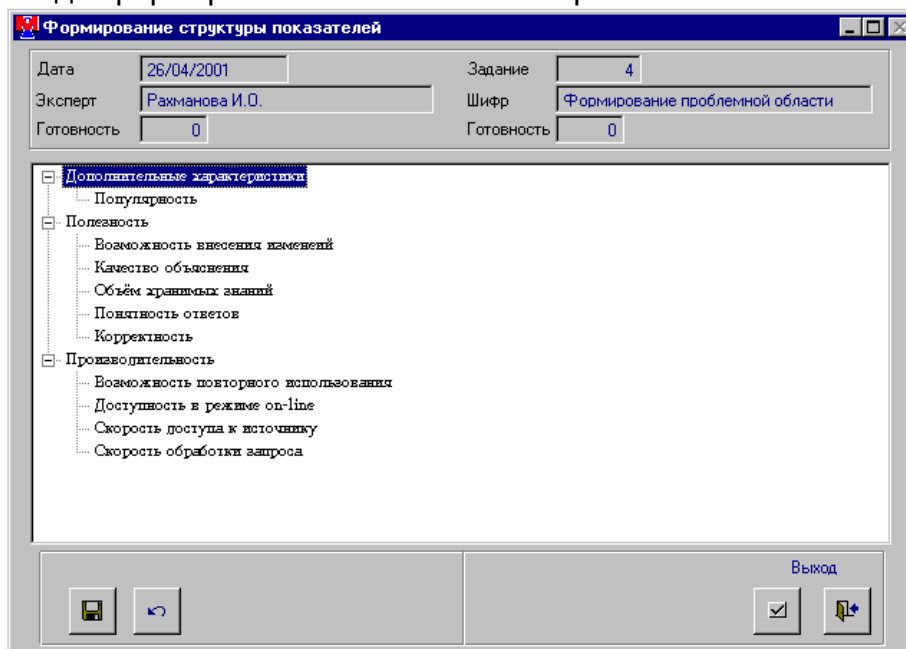 Формирование структуры показателей
Дата 26/04/2001 Задание 4
Эксперт Рахманова И.О. Шифр Формирование проблемной области
Готовность 0 Готовность 0
Дополнительные характеристики
Популярность
Полезность
Возможность внесения изменеий
Качество объяснения
Объём хранимых знаний
Понятность ответов
Корректность
Производительность
Возможность повторного использования
Доступность в режиме on-line
Скорость доступа к источнику
Скорость обработки запроса
Выход